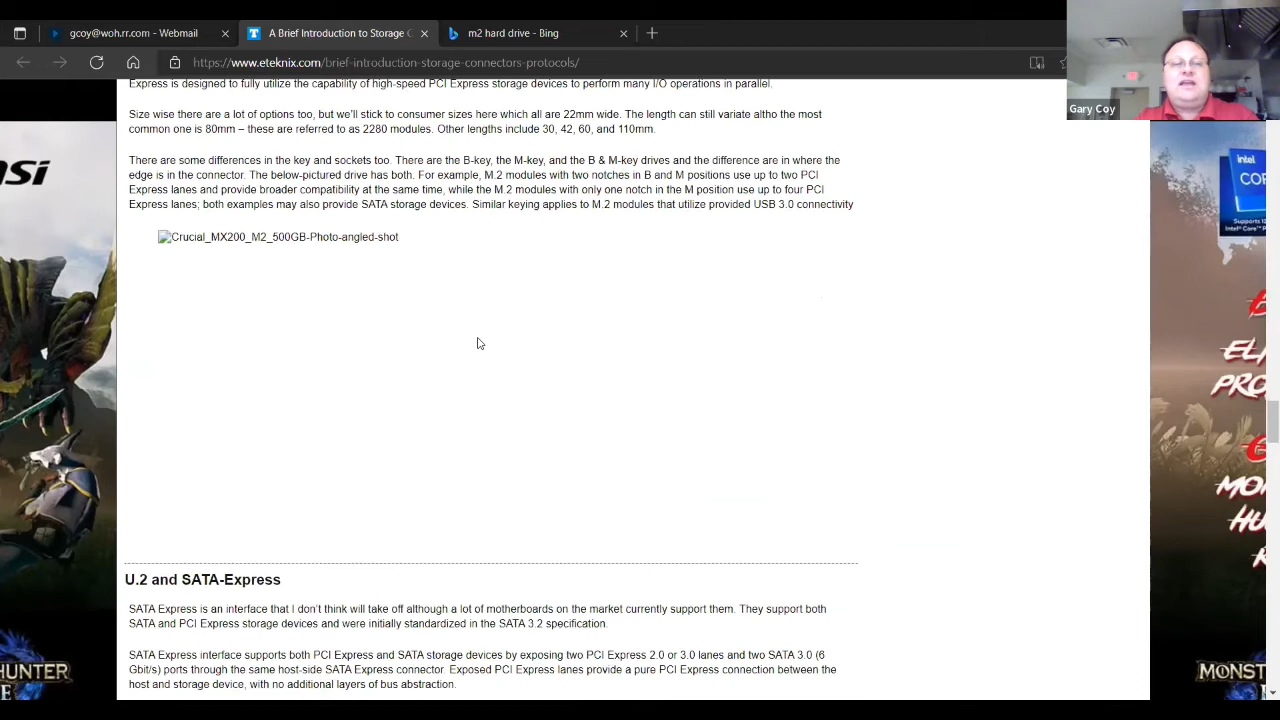 gcoy@woh.rr.com - Webmail
A Brief Introduction to Storage C
m2 hard drive - Bing
https://www.eteknix.com/brief-introduction-storage-connectors-protocols/
Gary Coy
Express is designed to fully utilize the capability of high-speed PCI Express storage devices to perform many I/O operations in parallel.
Size wise there are a lot of options too, but we'll stick to consumer sizes here which all are 22mm wide. The length can still variate altho the most
common one is 80mm – these are referred to as 2280 modules. Other lengths include 30, 42, 60, and 110mm.
There are some differences in the key and sockets too. There are the B-key, the M-key, and the B & M-key drives and the difference are in where the
edge is in the connector. The below-pictured drive has both. For example, M.2 modules with two notches in B and M positions use up to two PCI
Express lanes and provide broader compatibility at the same time, while the M.2 modules with only one notch in the M position use up to four PCI
Express lanes; both examples may also provide SATA storage devices. Similar keying applies to M.2 modules that utilize provided USB 3.0 connectivity
Crucial_MX200_M2_500GB-Photo-angled-shot
U.2 and SATA-Express
SATA Express is an interface that I don't think will take off although a lot of motherboards on the market currently support them. They support both
SATA and PCI Express storage devices and were initially standardized in the SATA 3.2 specification.
SATA Express interface supports both PCI Express and SATA storage devices by exposing two PCI Express 2.0 or 3.0 lanes and two SATA 3.0 (6
Gbit/s) ports through the same host-side SATA Express connector. Exposed PCI Express lanes provide a pure PCI Express connection between the
host and storage device, with no additional layers of bus abstraction.
si
HUNTER
E
intel
COR
Supports 1
Intel® Core™ P
EL
PRO
MO
HU
MONST